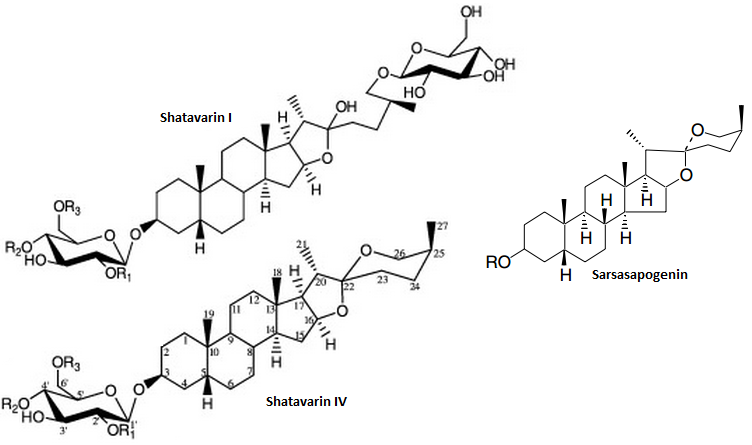 OH
O
OH
O
OH
HO
OH
H
Shatavarin I
O
H
OR₃
H
O
O
R₂O
HO
OR₁
H
O
O
H
H
H
H
RO
H
Sarsasapogenin
27
21
O
26
25
18
H
20
22
23
24
19
12
11
13
17
O
16
1
9
14
15
H
2
10
8
H
OR₃
6'
3
4
5
6
7
O
4'
5'
O
H
R₂O
HO
3'
2'
1'
OR₁
Shatavarin IV